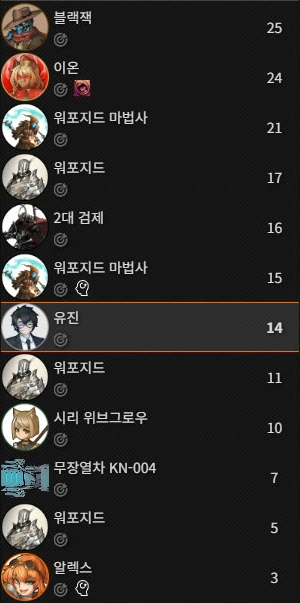 블랙잭 25
이온 24
워포지드 마법사 21
워포지드 17
2대 검제 16
워포지드 마법사 15
유진 14
워포지드 11
시리 위브그로우 10
무장열차 KN-004 7
워포지드 5
알렉스 3